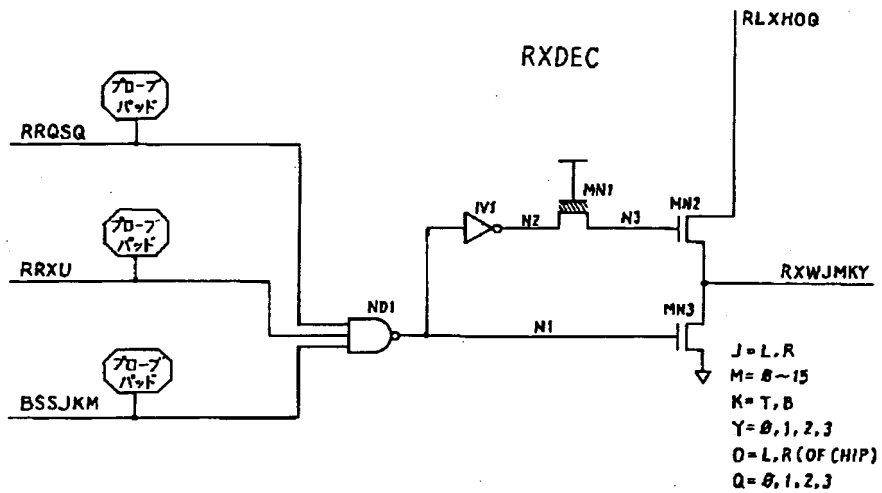 RLXHOQ
RXDEC
プローブ
パッド
RRQSQ
MN1
IV1
N2
N3
MN2
プローブ
パッド
RRXU
RXWJMKY
ND1
MN3
N1
プローブ
パッド
BSSJKM
J=L,R
M=0~15
K=T,B
Y=0,1,2,3
O=L,R(OF CHIP)
Q=0,1,2,3